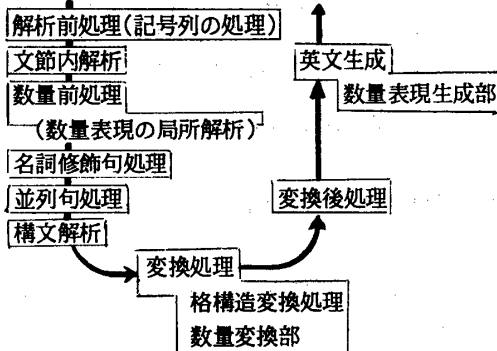 解析前処理(記号列の処理)
文節内解析
数量前処理
(数量表現の局所解析)
名詞修飾句処理
並列句処理
構文解析
変換処理
格構造変換処理
数量変換部
変換後処理
英文生成
数量表現生成部